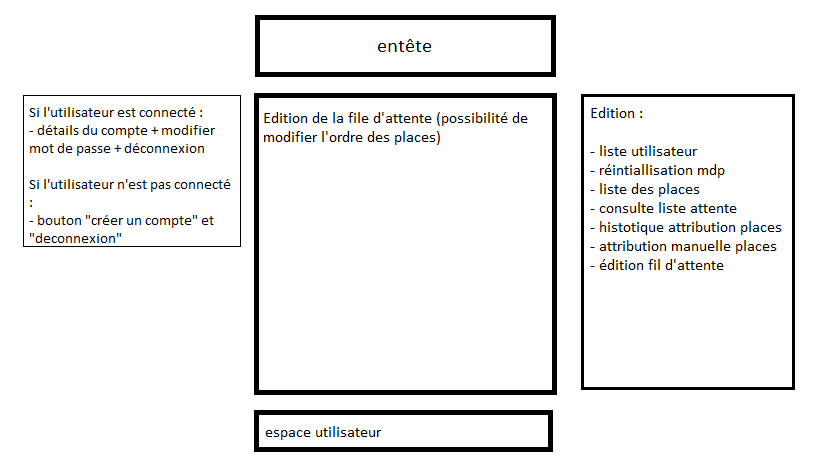 entête
Si l'utilisateur est connecté :
- détails du compte + modifier
mot de passe + déconnexion
Si l'utilisateur n'est pas connecté
:
- bouton "créer un compte" et
"deconnexion"
Edition de la file d'attente (possibilité de
modifier l'ordre des places)
Edition :
- liste utilisateur
- réintiallisation mdp
- liste des places
- consulte liste attente
- histotique attribution places
- attribution manuelle places
- édition fil d'attente
espace utilisateur